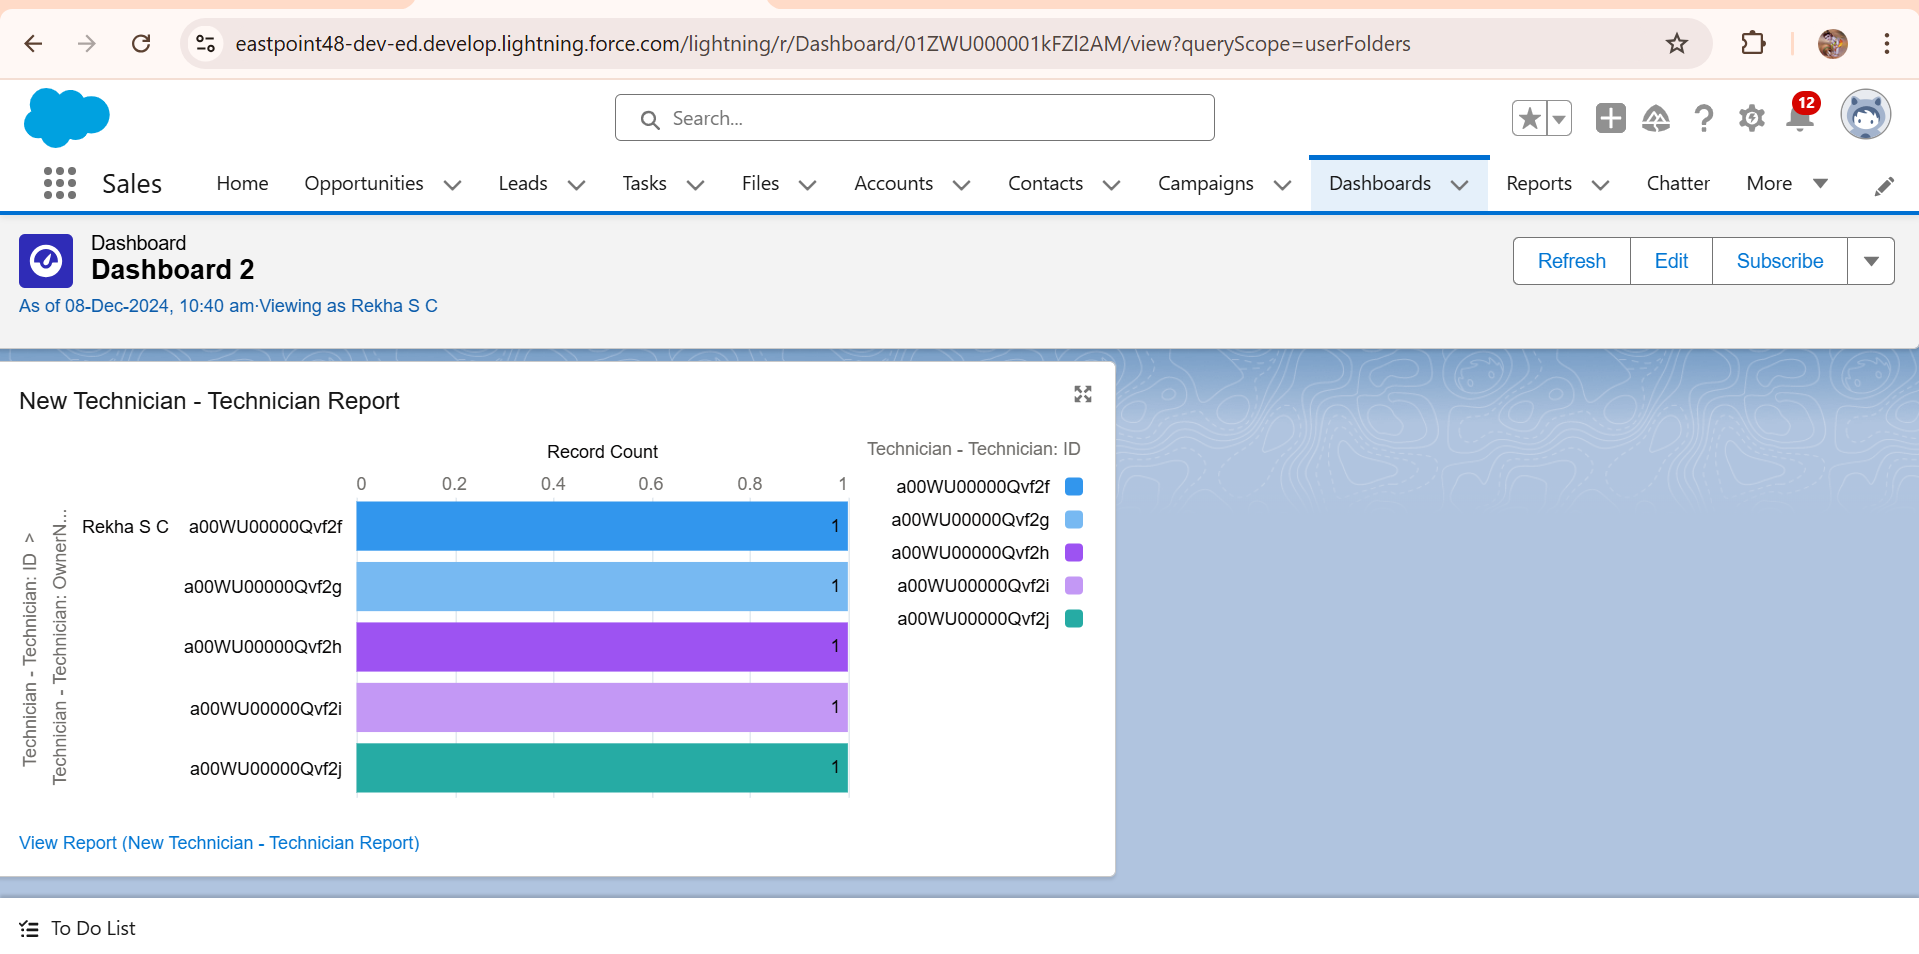 eastpoint48-dev-ed.develop.lightning.force.com/lightning/r/Dashboard/01ZWU000001kFZl2AM/view?queryScope=userFolders
Search...
12
Sales
Home
Opportunities
Leads
Tasks
Files
Accounts
Contacts
Campaigns
Dashboards
Reports
Chatter
More
Dashboard
Dashboard 2
As of 08-Dec-2024, 10:40 am·Viewing as Rekha S C
Refresh
Edit
Subscribe
New Technician - Technician Report
Record Count
0 0.2 0.4 0.6 0.8 1
Technician - Technician: ID >
Technician - Technician: OwnerN...
Rekha S C
a00WU00000Qvf2f 1
a00WU00000Qvf2g 1
a00WU00000Qvf2h 1
a00WU00000Qvf2i 1
a00WU00000Qvf2j 1
Technician - Technician: ID
a00WU00000Qvf2f
a00WU00000Qvf2g
a00WU00000Qvf2h
a00WU00000Qvf2i
a00WU00000Qvf2j
View Report (New Technician - Technician Report)
To Do List